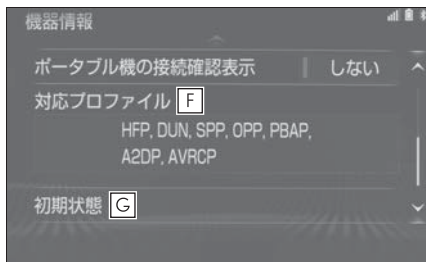 機器情報
ポータブル機の接続確認表示 しない
対応プロファイル F
HFP, DUN, SPP, OPP, PBAP,
A2DP, AVRCP
初期状態 G